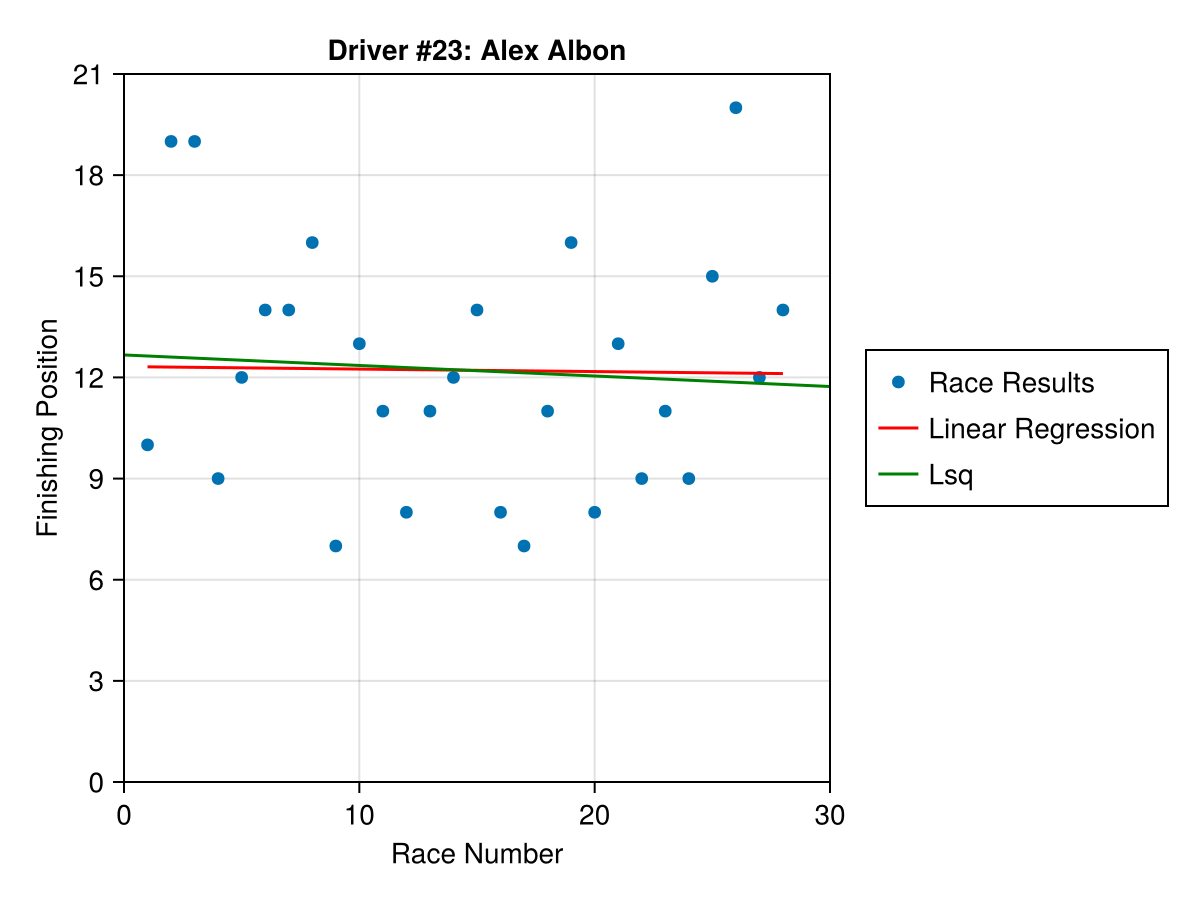 Driver #23: Alex Albon
21
18
15
12
9
6
3
0
Finishing Position
0 10 20 30
Race Number
Race Results
Linear Regression
Lsq